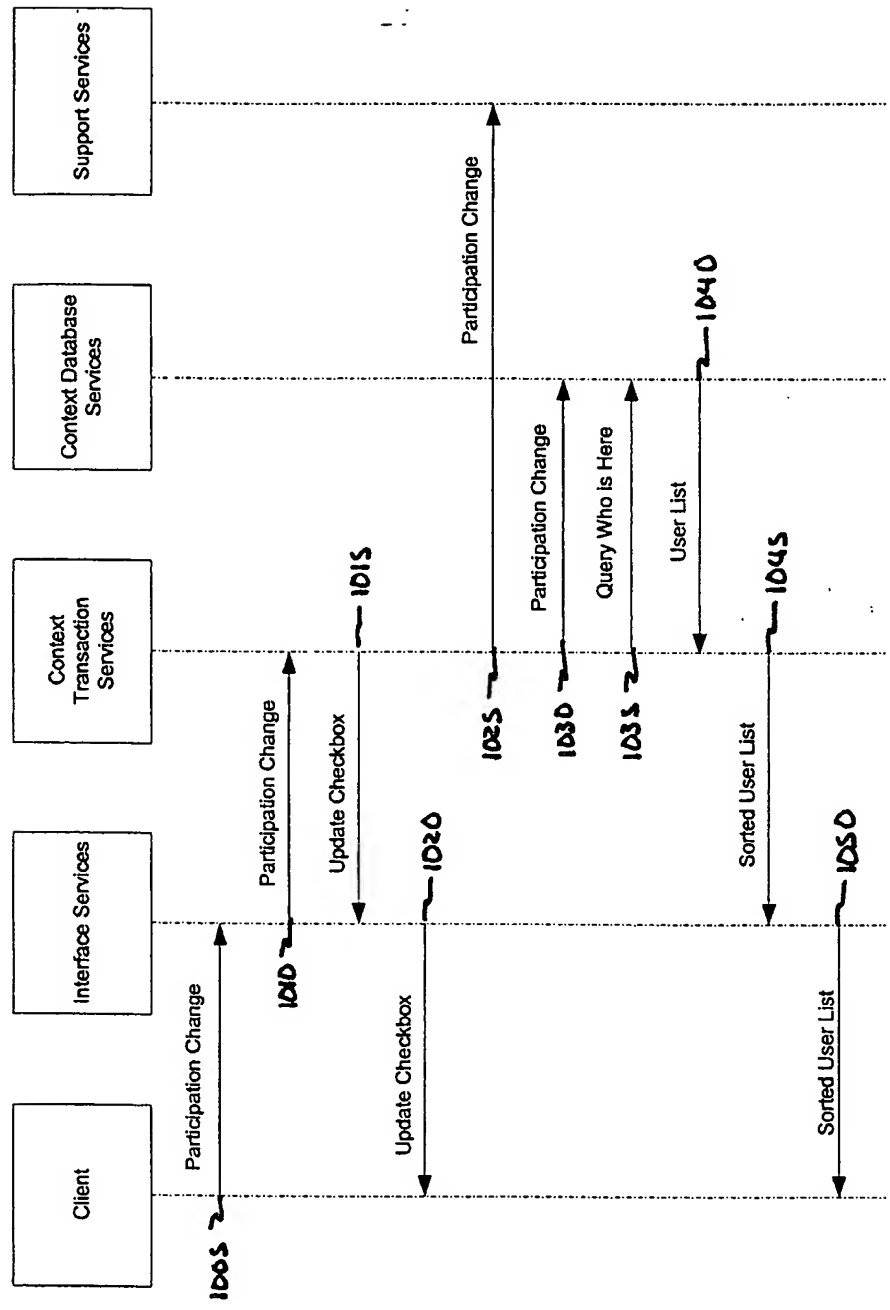 Client
Interface Services
Context
Transaction
Services
Context Database
Services
Support Services
Participation Change
1005
Participation Change
1010
Update Checkbox
1015
Update Checkbox
1020
Participation Change
1025
Participation Change
1030
Query Who is Here
1035
User List
1040
Sorted User List
1045
Sorted User List
1050